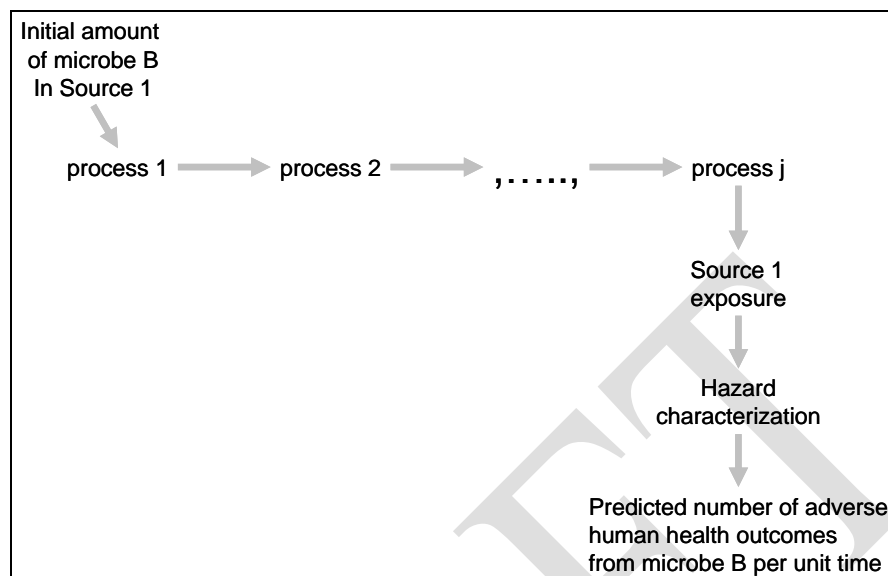 Initial amount
of microbe B
In Source 1
process 1
process 2
,.....,
process j
Source 1
exposure
Hazard
characterization
Predicted number of adverse
human health outcomes
from microbe B per unit time
FT